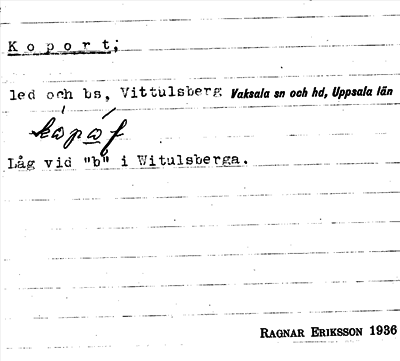 Koport;
led och bs, Vittulsberg Vaksala sn och hd, Uppsala län
Låg vid "b" i Witulsberga.
RAGNAR ERIKSSON 1936